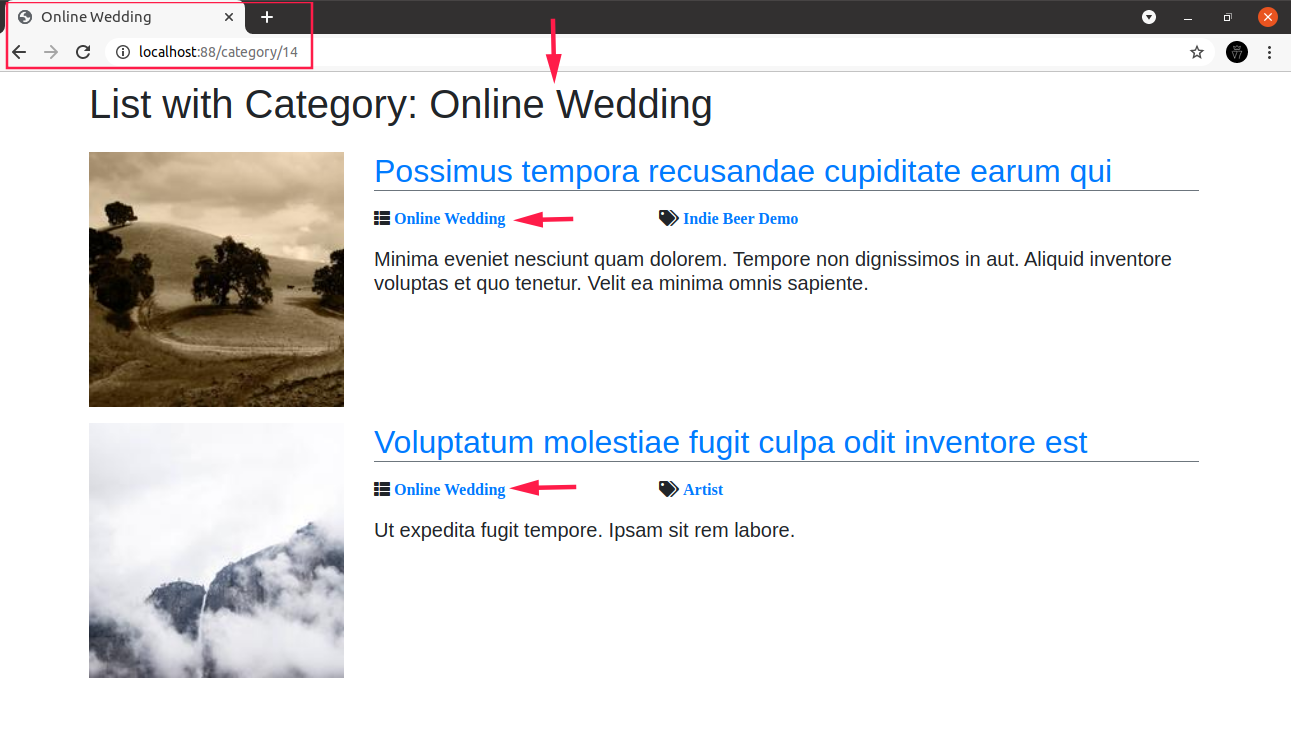 Online Wedding
localhost:88/category/14
List with Category: Online Wedding
Possimus tempora recusandae cupiditate earum qui
Online Wedding
Indie Beer Demo
Minima eveniet nesciunt quam dolorem. Tempore non dignissimos in aut. Aliquid inventore
voluptas et quo tenetur. Velit ea minima omnis sapiente.
Voluptatum molestiae fugit culpa odit inventore est
Online Wedding
Artist
Ut expedita fugit tempore. Ipsam sit rem labore.